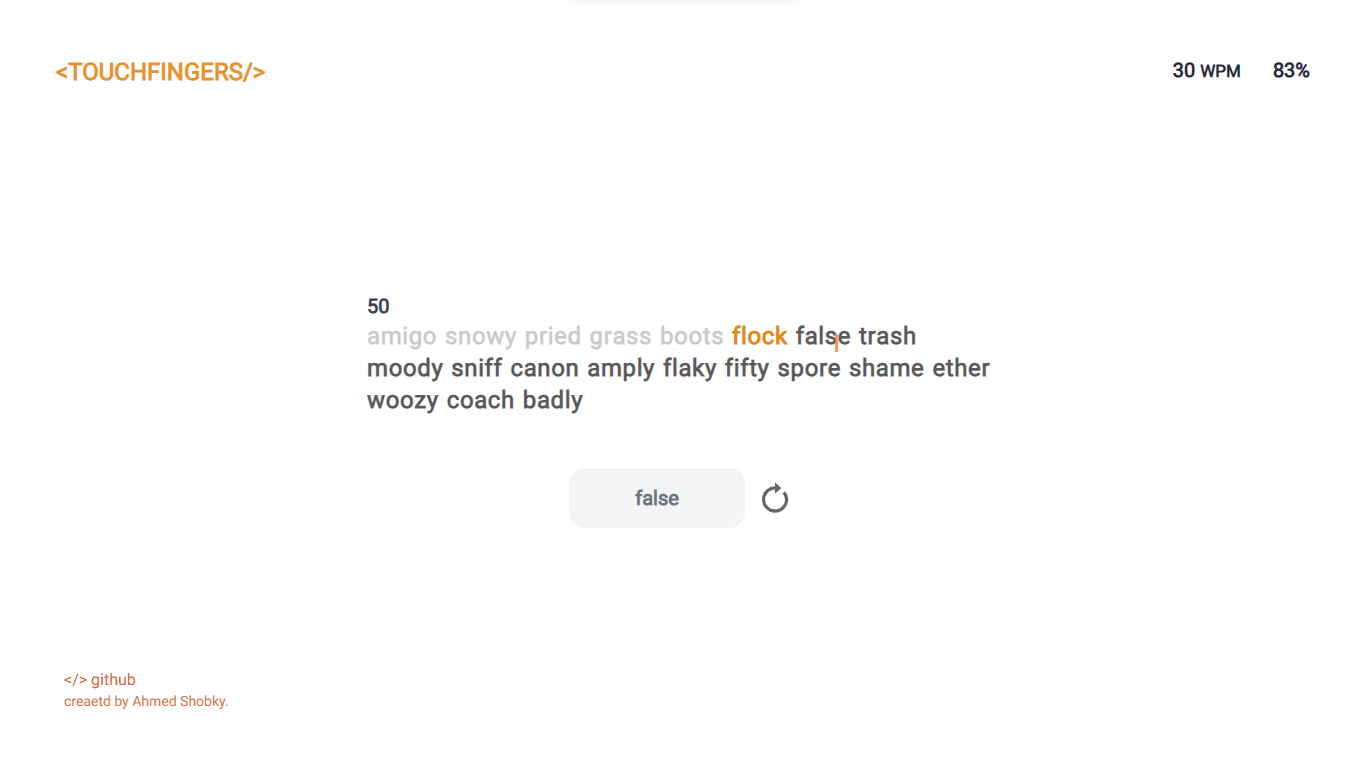 <TOUCHFINGERS/>
30 WPM 83%
50
amigo snowy pried grass boots flock false trash
moody sniff canon amply flaky fifty spore shame ether
woozy coach badly
false
</> github
creaetd by Ahmed Shobky.